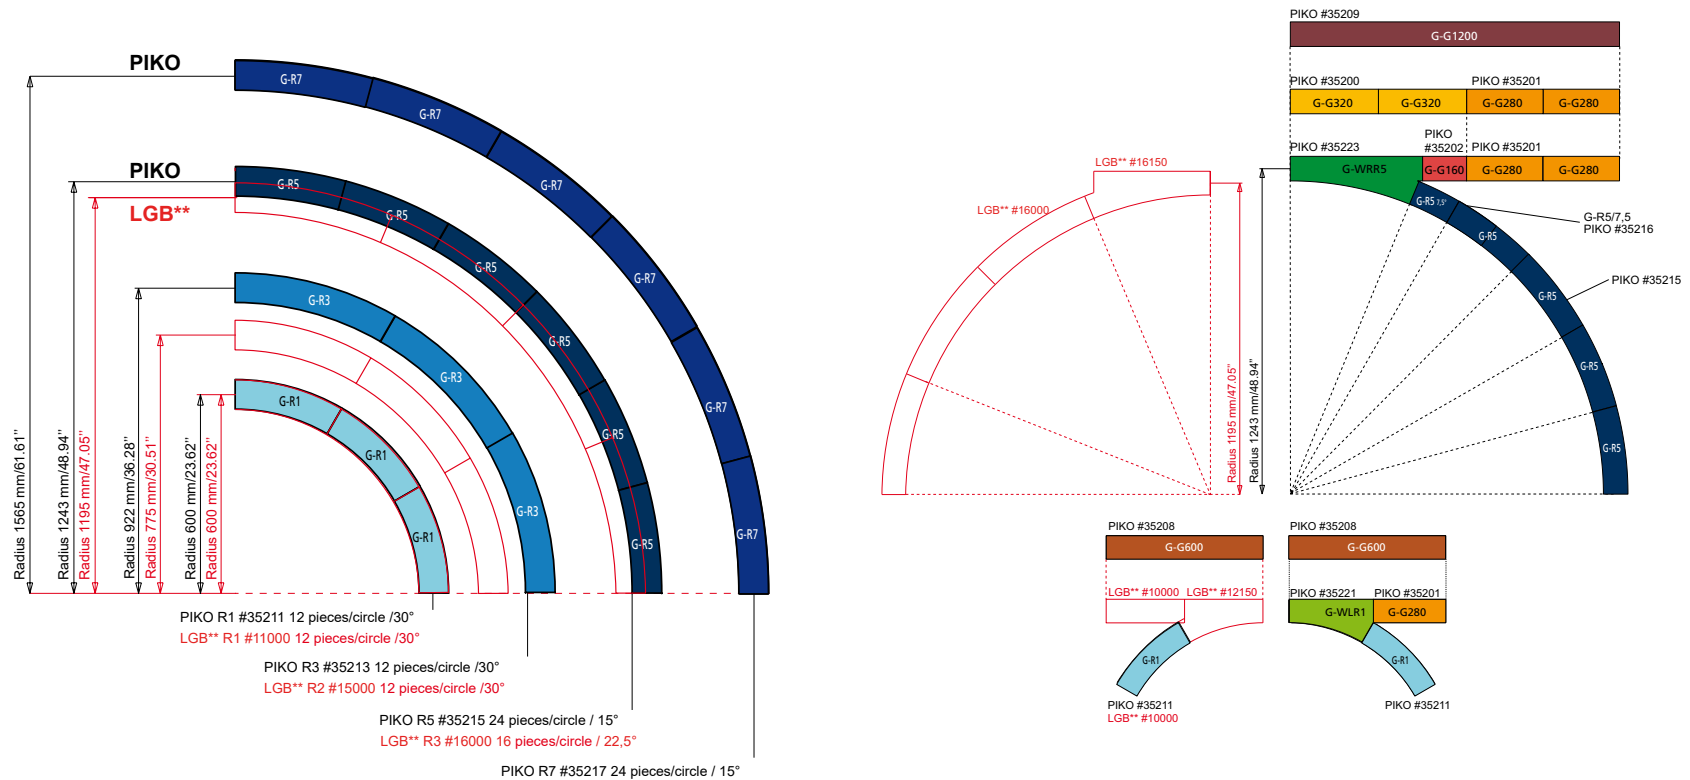 PIKO
G-R7
G-R7
G-R7
G-R7
G-R7
G-R7
PIKO
LGB**
G-R5
G-R5
G-R5
G-R5
G-R5
G-R5
G-R3
G-R3
G-R3
G-R1
G-R1
G-R1
Radius 1565 mm/61.61"
Radius 1243 mm/48.94"
Radius 1195 mm/47.05"
Radius 922 mm/36.28"
Radius 775 mm/30.51"
Radius 600 mm/23.62"
Radius 600 mm/23.62"
PIKO R1 #35211 12 pieces/circle /30°
LGB** R1 #11000 12 pieces/circle /30°
PIKO R3 #35213 12 pieces/circle /30°
LGB** R2 #15000 12 pieces/circle /30°
PIKO R5 #35215 24 pieces/circle / 15°
LGB** R3 #16000 16 pieces/circle / 22,5°
PIKO R7 #35217 24 pieces/circle / 15°
PIKO #35209
G-G1200
PIKO #35200
PIKO #35201
G-G320
G-G320
G-G280
G-G280
PIKO #35223
PIKO
#35202
PIKO #35201
G-WRR5
G-G160
G-G280
G-G280
LGB** #16150
LGB** #16000
G-R5 7,5°
G-R5/7,5
PIKO #35216
G-R5
PIKO #35215
G-R5
G-R5
G-R5
Radius 1195 mm/47.05"
Radius 1243 mm/48.94"
PIKO #35208
G-G600
LGB** #10000
LGB** #12150
G-R1
PIKO #35211
LGB** #10000
PIKO #35208
G-G600
PIKO #35221
PIKO #35201
G-WLR1
G-G280
G-R1
PIKO #35211